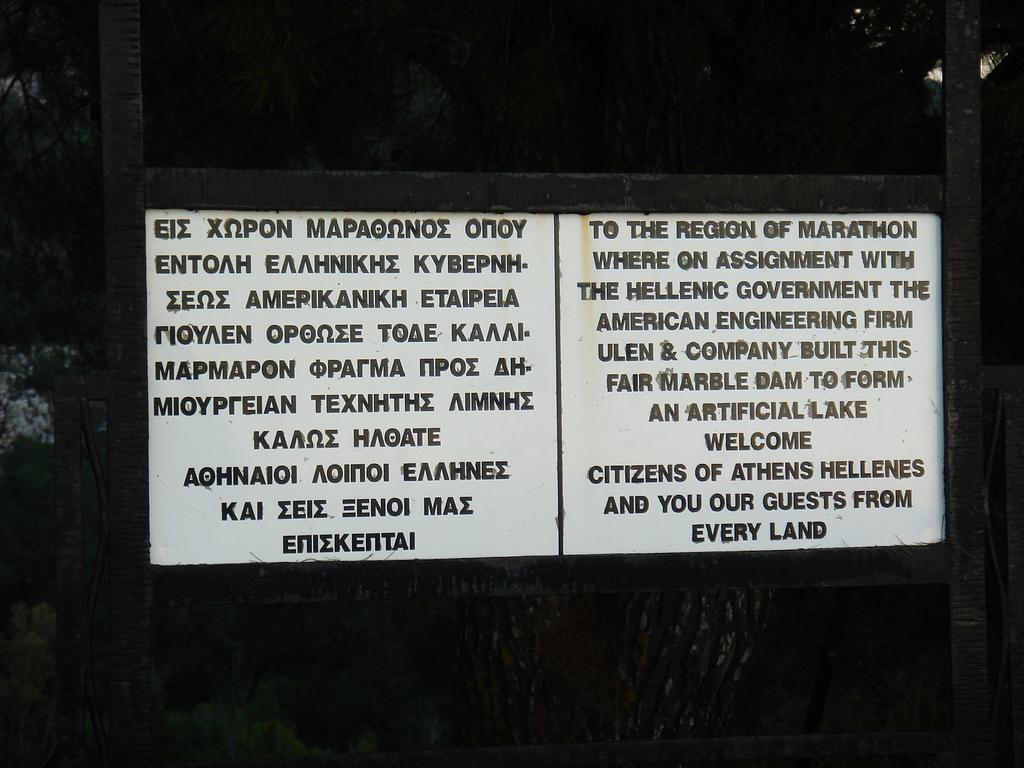 ΕΙΣ ΧΩΡΟΝ ΜΑΡΑΘΩΝΟΣ ΟΠΟΥ
ΕΝΤΟΛΗ ΕΛΛΗΝΙΚΗΣ ΚΥΒΕΡΝΗ-
ΣΕΩΣ ΑΜΕΡΙΚΑΝΙΚΗ ΕΤΑΙΡΕΙΑ
ΓΙΟΥΛΕΝ ΟΡΘΩΣΕ ΤΟΔΕ ΚΑΛΛΙ-
ΜΑΡΜΑΡΟΝ ΦΡΑΓΜΑ ΠΡΟΣ ΔΗ-
ΜΙΟΥΡΓΕΙΑΝ ΤΕΧΝΗΤΗΣ ΛΙΜΝΗΣ
ΚΑΛΩΣ ΗΛΘΑΤΕ
ΑΘΗΝΑΙΟΙ ΛΟΙΠΟΙ ΕΛΛΗΝΕΣ
ΚΑΙ ΣΕΙΣ ΞΕΝΟΙ ΜΑΣ
ΕΠΙΣΚΕΠΤΑΙ
TO THE REGION OF MARATHON
WHERE ON ASSIGNMENT WITH
THE HELLENIC GOVERNMENT THE
AMERICAN ENGINEERING FIRM
ULEN & COMPANY BUILT THIS
FAIR MARBLE DAM TO FORM
AN ARTIFICIAL LAKE
WELCOME
CITIZENS OF ATHENS HELLENES
AND YOU OUR GUESTS FROM
EVERY LAND